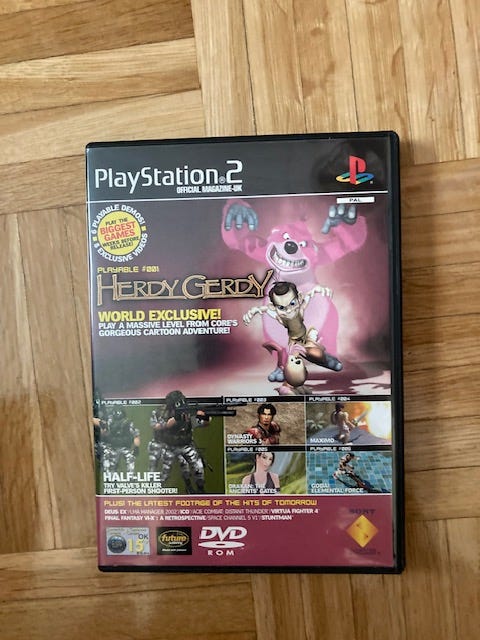 PlayStation®2
OFFICIAL MAGAZINE-UK
PAL
6 PLAYABLE DEMOS!
PLAY THE
BIGGEST
GAMES
WEEKS BEFORE
RELEASE!
EXCLUSIVE VIDEOS
PLAYABLE #001
HERDY GERDY
WORLD EXCLUSIVE!
PLAY A MASSIVE LEVEL FROM CORE'S
GORGEOUS CARTOON ADVENTURE!
PLAYABLE #002
HALF-LIFE
TRY VALVE'S KILLER
FIRST-PERSON SHOOTER!
PLAYABLE #003
DYNASTY
WARRIORS 3
PLAYABLE #004
MAXIMO
PLAYABLE #005
DRAKAN: THE
ANCIENTS' GATES
PLAYABLE #006
GODAI
ELEMENTAL FORCE
PLUS! THE LATEST FOOTAGE OF THE HITS OF TOMORROW
DEUS EX / LMA MANAGER 2002 / ICO / ACE COMBAT: DISTANT THUNDER / VIRTUA FIGHTER 4
FINAL FANTASY VI-X: A RETROSPECTIVE / SPACE CHANNEL 5 V1 / STUNTMAN
OK
15
future
DVD
ROM
SONY